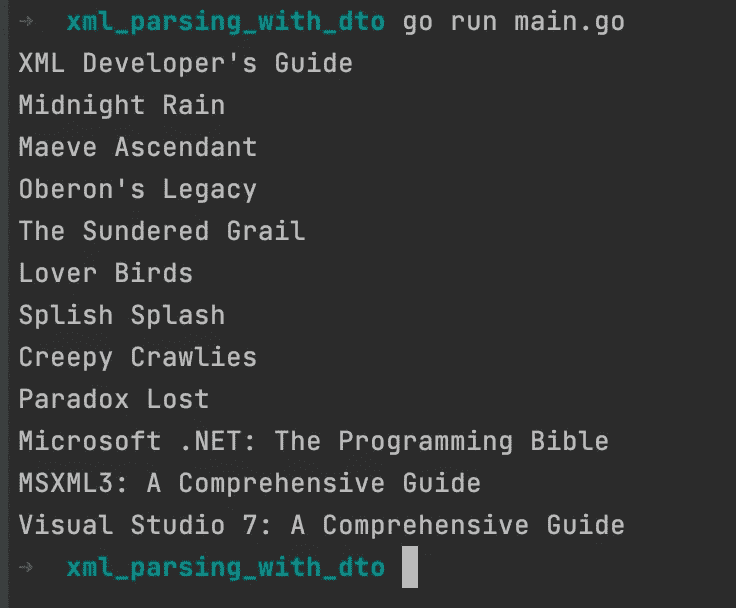 → xml_parsing_with_dto go run main.go
XML Developer's Guide
Midnight Rain
Maeve Ascendant
Oberon's Legacy
The Sundered Grail
Lover Birds
Splish Splash
Creepy Crawlies
Paradox Lost
Microsoft .NET: The Programming Bible
MSXML3: A Comprehensive Guide
Visual Studio 7: A Comprehensive Guide
→ xml_parsing_with_dto